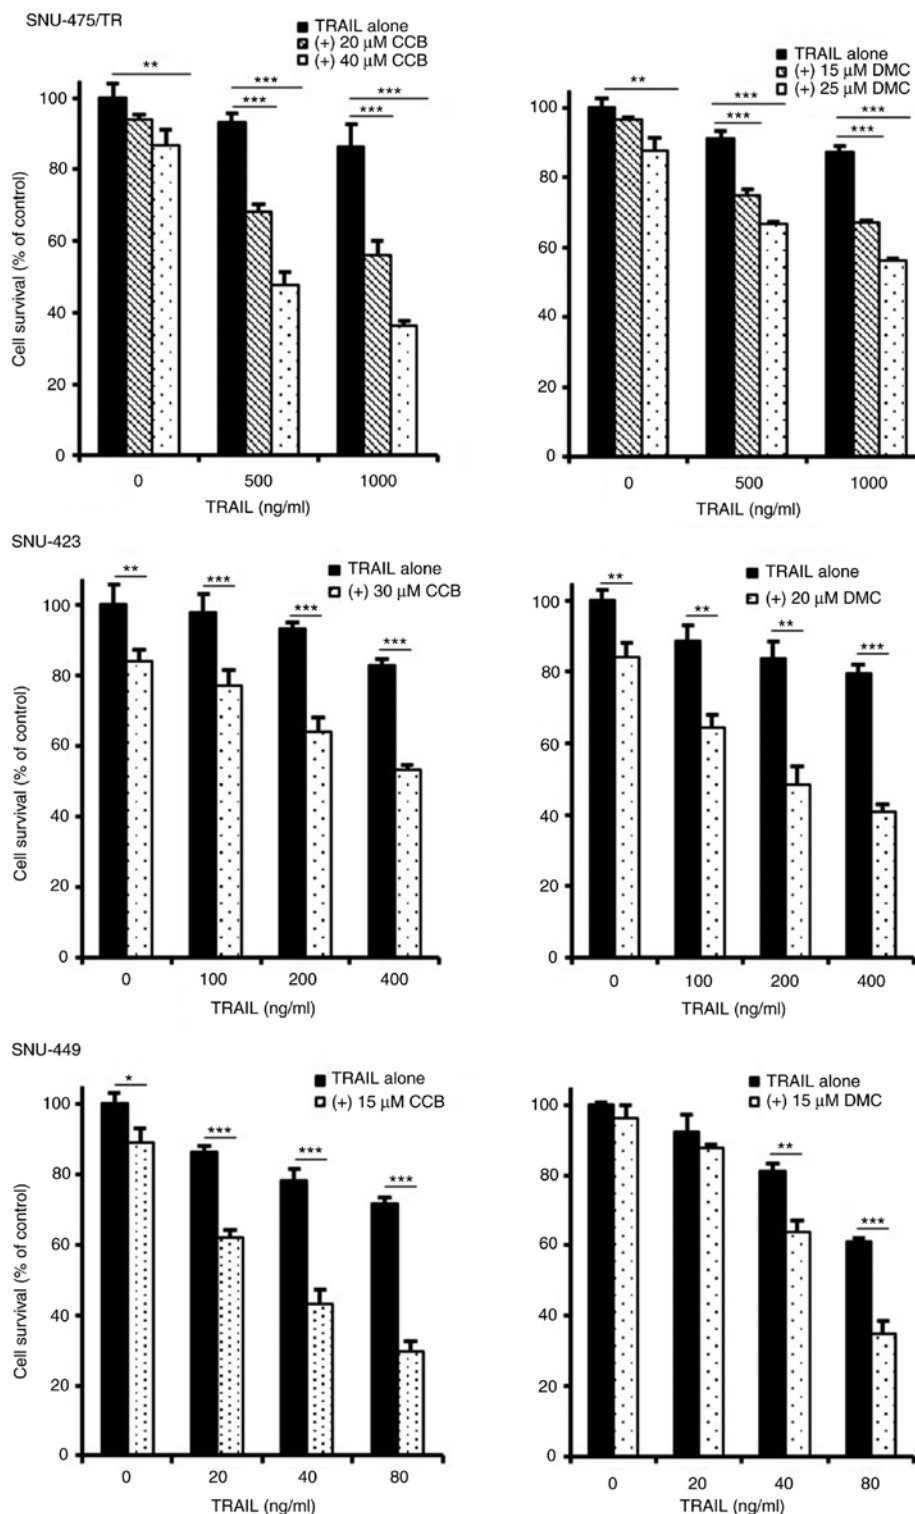 SNU-475/TR
TRAIL alone
(+) 20 µM CCB
(+) 40 µM CCB
**
***
***
***
***
Cell survival (% of control)
100
80
60
40
20
0
0 500 1000
TRAIL (ng/ml)
TRAIL alone
(+) 15 µM DMC
(+) 25 µM DMC
**
***
***
***
***
100
80
60
40
20
0
0 500 1000
TRAIL (ng/ml)
SNU-423
TRAIL alone
(+) 30 µM CCB
** *** *** ***
Cell survival (% of control)
100
80
60
40
20
0
0 100 200 400
TRAIL (ng/ml)
TRAIL alone
(+) 20 µM DMC
** ** ** ***
100
80
60
40
20
0
0 100 200 400
TRAIL (ng/ml)
SNU-449
TRAIL alone
(+) 15 µM CCB
* *** *** ***
Cell survival (% of control)
100
80
60
40
20
0
0 20 40 80
TRAIL (ng/ml)
TRAIL alone
(+) 15 µM DMC
** ***
100
80
60
40
20
0
0 20 40 80
TRAIL (ng/ml)